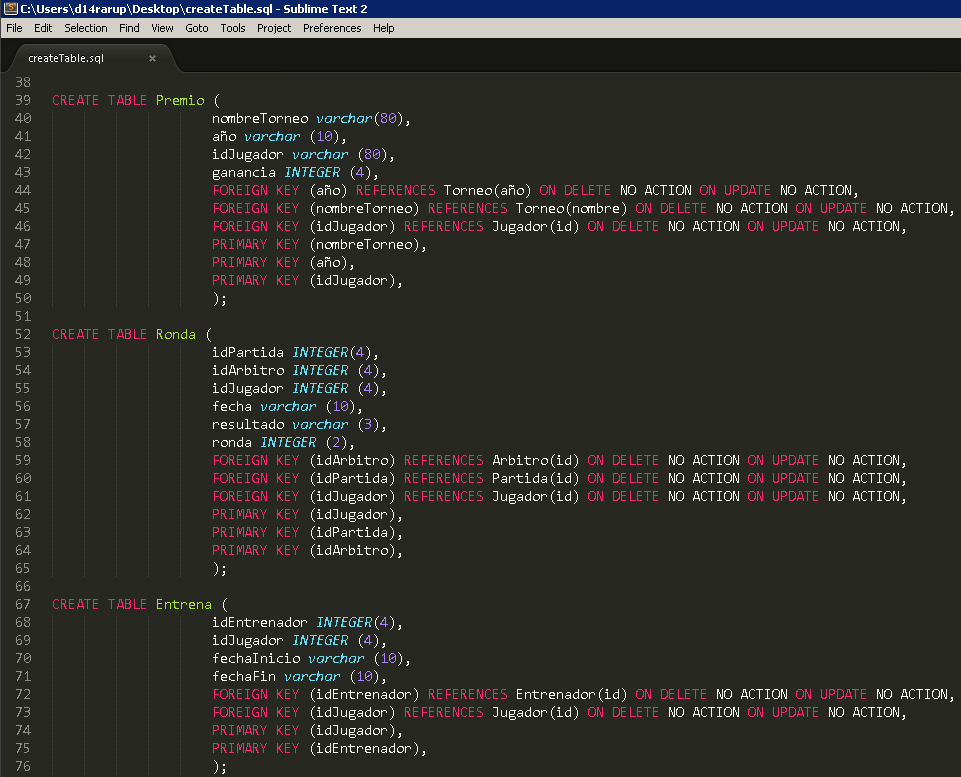 C:\Users\d14rarup\Desktop\createTable.sql - Sublime Text 2
File Edit Selection Find View Goto Tools Project Preferences Help
createTable.sql ×
38
39 CREATE TABLE Premio (
40 nombreTorneo varchar(80),
41 año varchar (10),
42 idJugador varchar (80),
43 ganancia INTEGER (4),
44 FOREIGN KEY (año) REFERENCES Torneo(año) ON DELETE NO ACTION ON UPDATE NO ACTION,
45 FOREIGN KEY (nombreTorneo) REFERENCES Torneo(nombre) ON DELETE NO ACTION ON UPDATE NO ACTION,
46 FOREIGN KEY (idJugador) REFERENCES Jugador(id) ON DELETE NO ACTION ON UPDATE NO ACTION,
47 PRIMARY KEY (nombreTorneo),
48 PRIMARY KEY (año),
49 PRIMARY KEY (idJugador),
50 );
51
52 CREATE TABLE Ronda (
53 idPartida INTEGER(4),
54 idArbitro INTEGER (4),
55 idJugador INTEGER (4),
56 fecha varchar (10),
57 resultado varchar (3),
58 ronda INTEGER (2),
59 FOREIGN KEY (idArbitro) REFERENCES Arbitro(id) ON DELETE NO ACTION ON UPDATE NO ACTION,
60 FOREIGN KEY (idPartida) REFERENCES Partida(id) ON DELETE NO ACTION ON UPDATE NO ACTION,
61 FOREIGN KEY (idJugador) REFERENCES Jugador(id) ON DELETE NO ACTION ON UPDATE NO ACTION,
62 PRIMARY KEY (idJugador),
63 PRIMARY KEY (idPartida),
64 PRIMARY KEY (idArbitro),
65 );
66
67 CREATE TABLE Entrena (
68 idEntrenador INTEGER(4),
69 idJugador INTEGER (4),
70 fechaInicio varchar (10),
71 fechaFin varchar (10),
72 FOREIGN KEY (idEntrenador) REFERENCES Entrenador(id) ON DELETE NO ACTION ON UPDATE NO ACTION,
73 FOREIGN KEY (idJugador) REFERENCES Jugador(id) ON DELETE NO ACTION ON UPDATE NO ACTION,
74 PRIMARY KEY (idJugador),
75 PRIMARY KEY (idEntrenador),
76 );